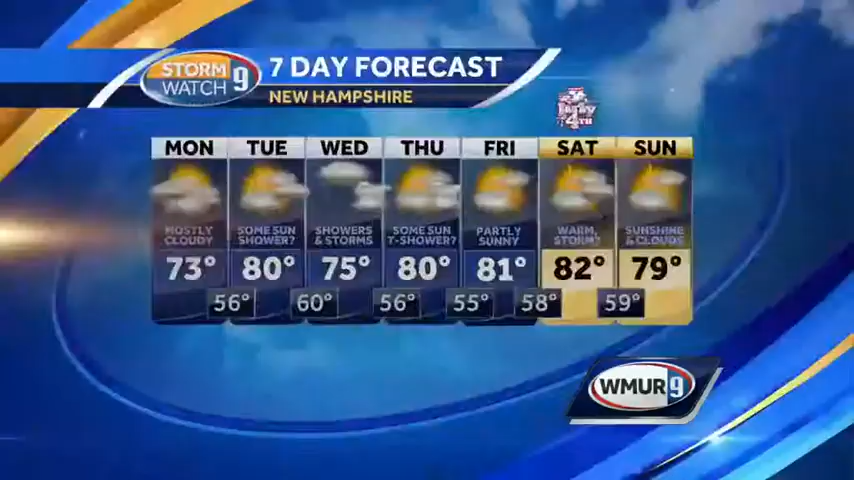 STORM
WATCH 9
7 DAY FORECAST
NEW HAMPSHIRE
4TH
MON TUE WED THU FRI SAT SUN
MOSTLY CLOUDY
SOME SUN SHOWER?
SHOWERS & STORMS
SOME SUN T-SHOWER?
PARTLY SUNNY
WARM, STORM?
SUNSHINE & CLOUDS
73° 80° 75° 80° 81° 82° 79°
56° 60° 56° 55° 58° 59°
WMUR 9